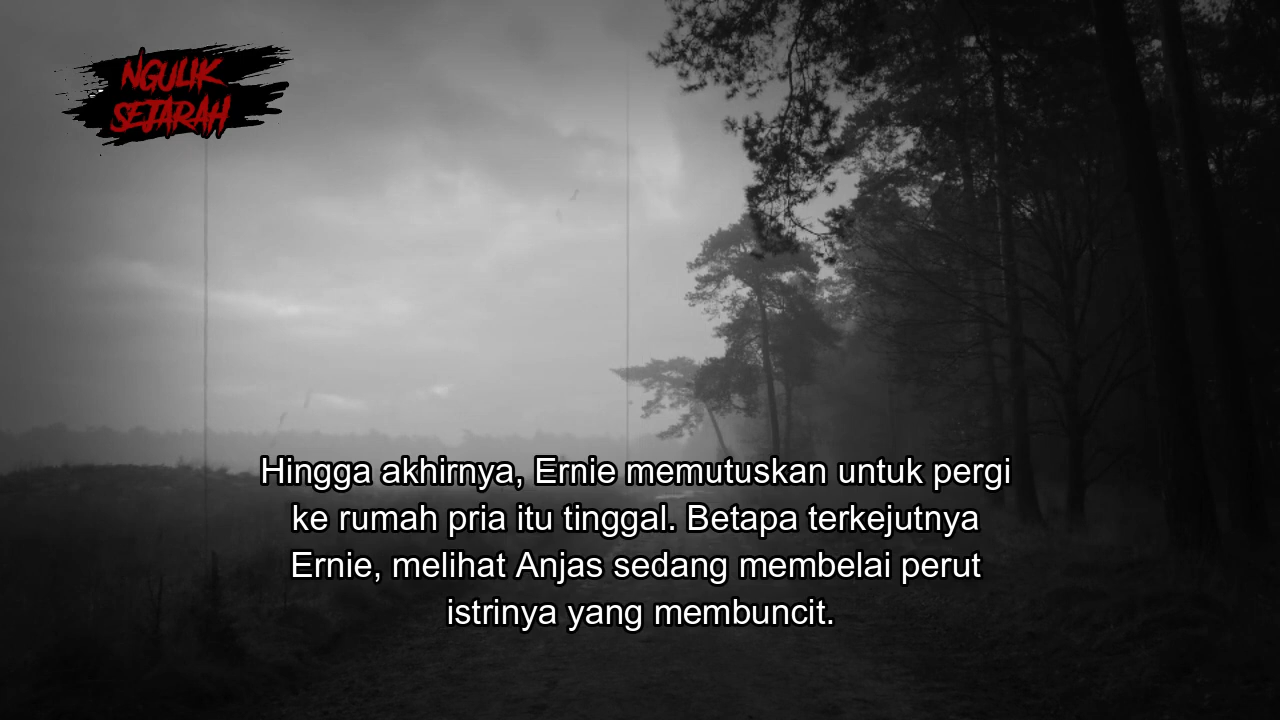 NGULIK
SEJARAH
Hingga akhirnya, Ernie memutuskan untuk pergi
ke rumah pria itu tinggal. Betapa terkejutnya
Ernie, melihat Anjas sedang membelai perut
istrinya yang membuncit.